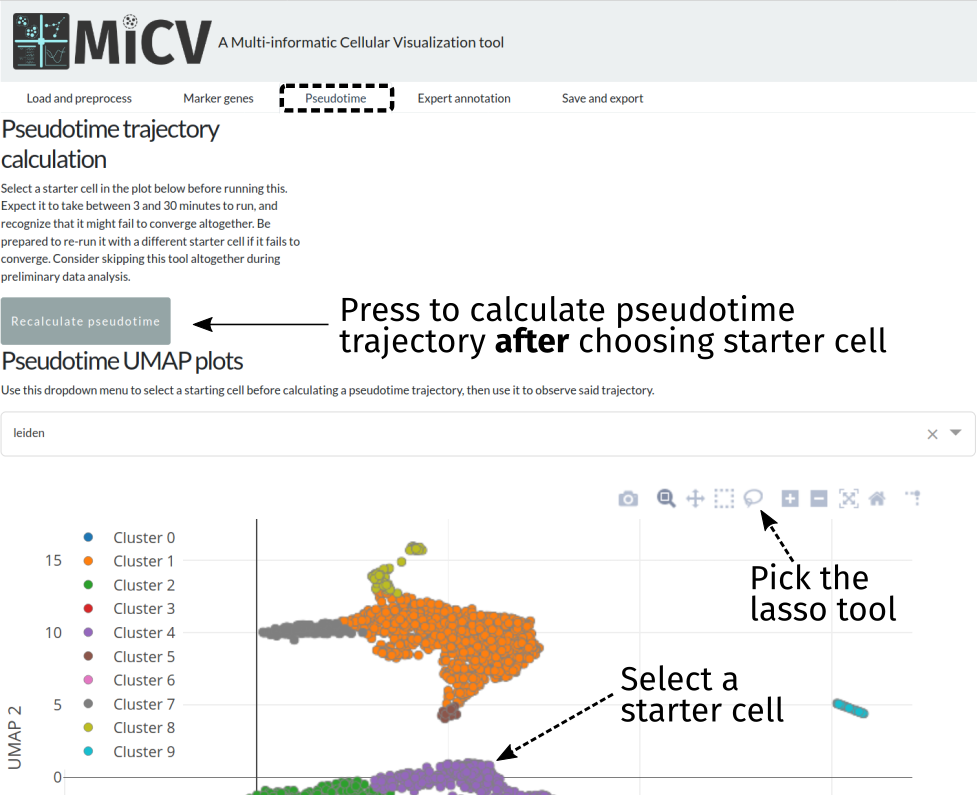 MiCV A Multi-informatic Cellular Visualization tool
Load and preprocess Marker genes Pseudotime Expert annotation Save and export
Pseudotime trajectory
calculation
Select a starter cell in the plot below before running this.
Expect it to take between 3 and 30 minutes to run, and
recognize that it might fail to converge altogether. Be
prepared to re-run it with a different starter cell if it fails to
converge. Consider skipping this tool altogether during
preliminary data analysis.
Recalculate pseudotime
Press to calculate pseudotime
trajectory after choosing starter cell
Pseudotime UMAP plots
Use this dropdown menu to select a starting cell before calculating a pseudotime trajectory, then use it to observe said trajectory.
leiden
Pick the
lasso tool
Select a
starter cell
Cluster 0
Cluster 1
Cluster 2
Cluster 3
Cluster 4
Cluster 5
Cluster 6
Cluster 7
Cluster 8
Cluster 9
15
10
5
0
UMAP 2